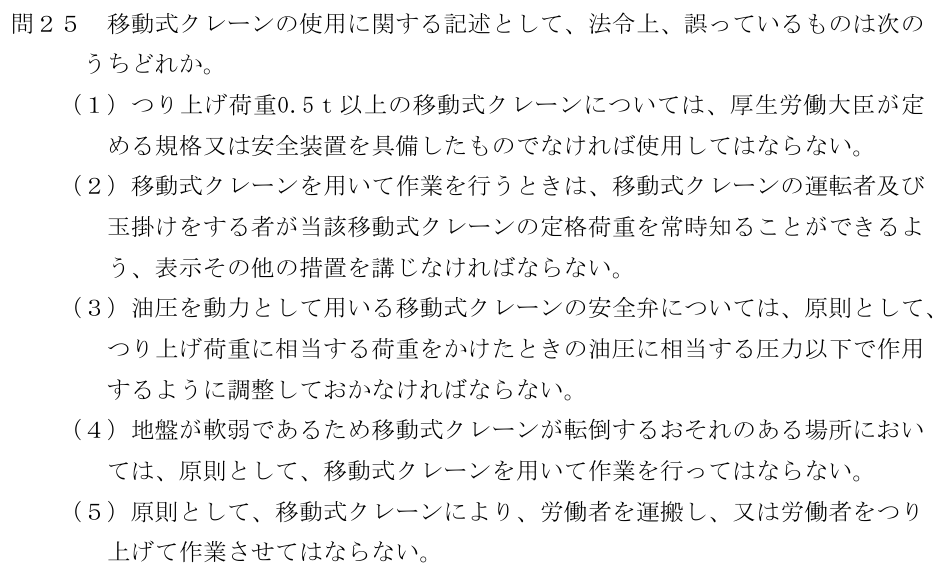 問２５　移動式クレーンの使用に関する記述として、法令上、誤っているものは次の
うちどれか。
（１）つり上げ荷重0.5ｔ以上の移動式クレーンについては、厚生労働大臣が定
める規格又は安全装置を具備したものでなければ使用してはならない。
（２）移動式クレーンを用いて作業を行うときは、移動式クレーンの運転者及び
玉掛けをする者が当該移動式クレーンの定格荷重を常時知ることができるよ
う、表示その他の措置を講じなければならない。
（３）油圧を動力として用いる移動式クレーンの安全弁については、原則として、
つり上げ荷重に相当する荷重をかけたときの油圧に相当する圧力以下で作用
するように調整しておかなければならない。
（４）地盤が軟弱であるため移動式クレーンが転倒するおそれのある場所におい
ては、原則として、移動式クレーンを用いて作業を行ってはならない。
（５）原則として、移動式クレーンにより、労働者を運搬し、又は労働者をつり
上げて作業させてはならない。